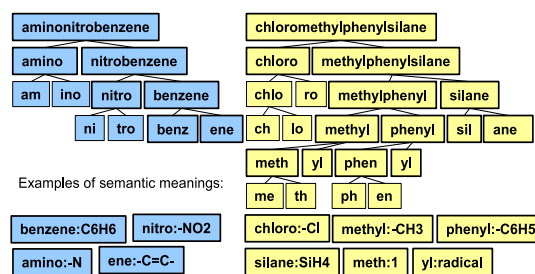 aminonitrobenzene chloromethylphenylsilane
amino nitrobenzene chloro methylphenylsilane
am ino nitro benzene chlo ro methylphenyl silane
ni tro benz ene ch lo methyl phenyl sil ane
meth yl phen yl
me th ph en
Examples of semantic meanings:
benzene:C6H6 nitro:-NO2 chloro:-Cl methyl:-CH3 phenyl:-C6H5
amino:-N ene:-C=C- silane:SiH4 meth:1 yl:radical